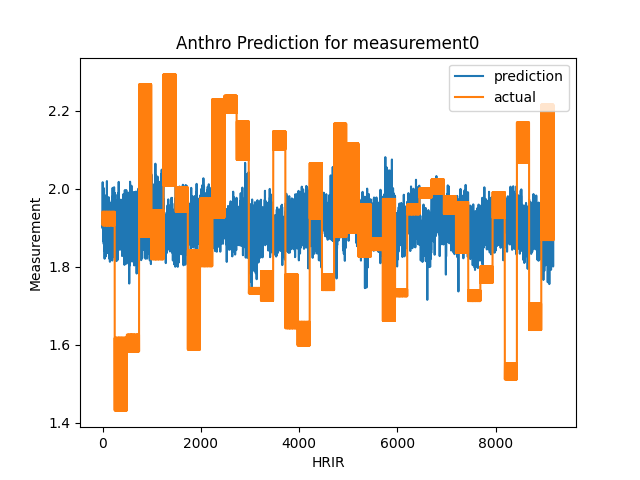 Anthro Prediction for measurement0
prediction
actual
2.2
2.0
1.8
1.6
1.4
Measurement
0
2000
4000
6000
8000
HRIR